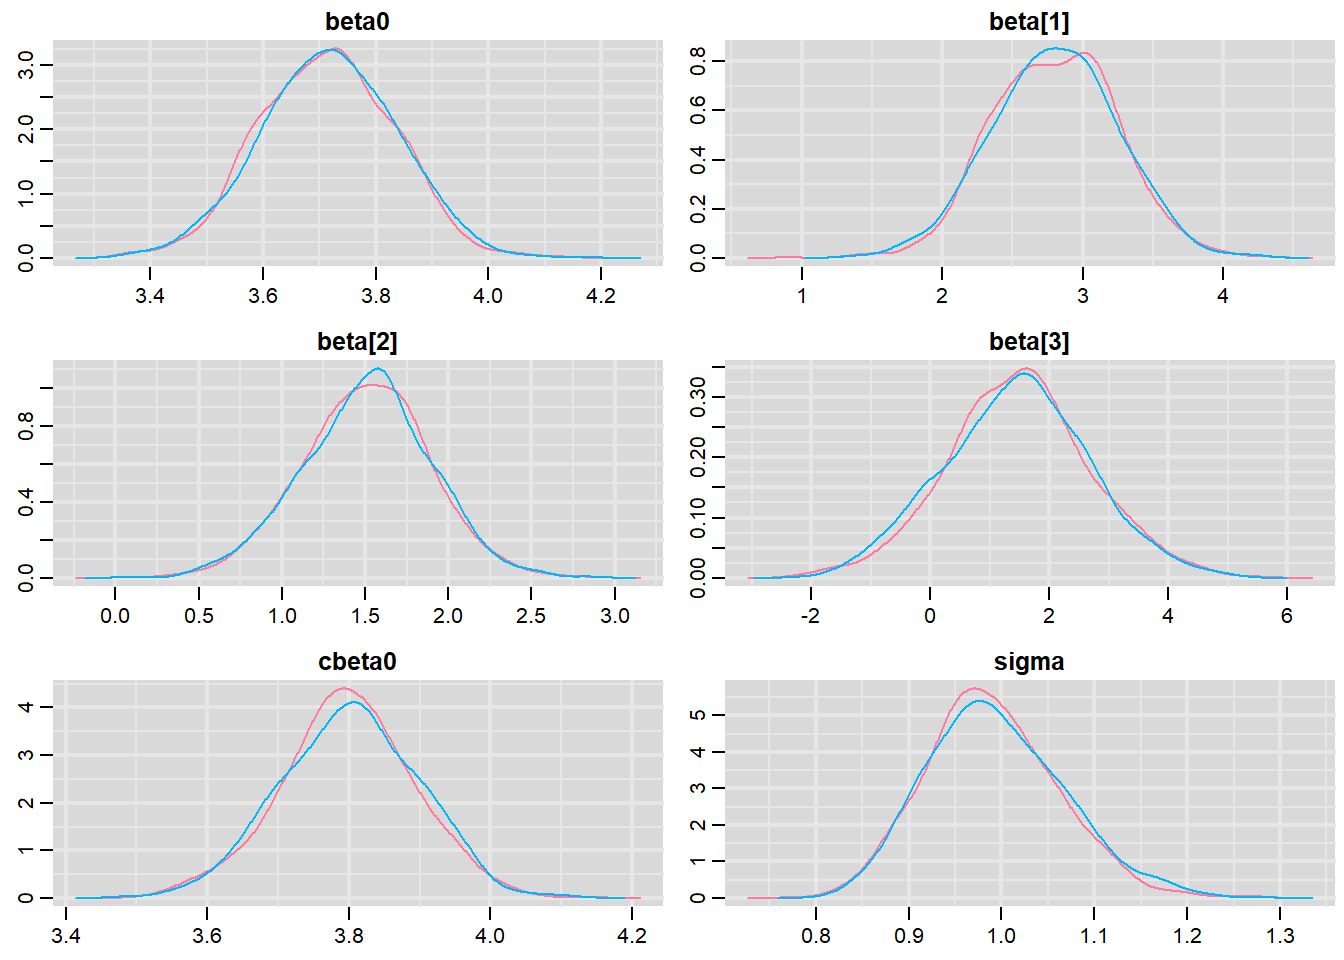 beta0
0.0 1.0 2.0 3.0
3.4 3.6 3.8 4.0 4.2
beta[1]
0.0 0.2 0.4 0.6 0.8
1 2 3 4
beta[2]
0.0 0.4 0.8
0.0 0.5 1.0 1.5 2.0 2.5 3.0
beta[3]
0.00 0.10 0.20 0.30
-2 0 2 4 6
cbeta0
0 1 2 3 4
3.4 3.6 3.8 4.0 4.2
sigma
0 1 2 3 4 5
0.8 0.9 1.0 1.1 1.2 1.3